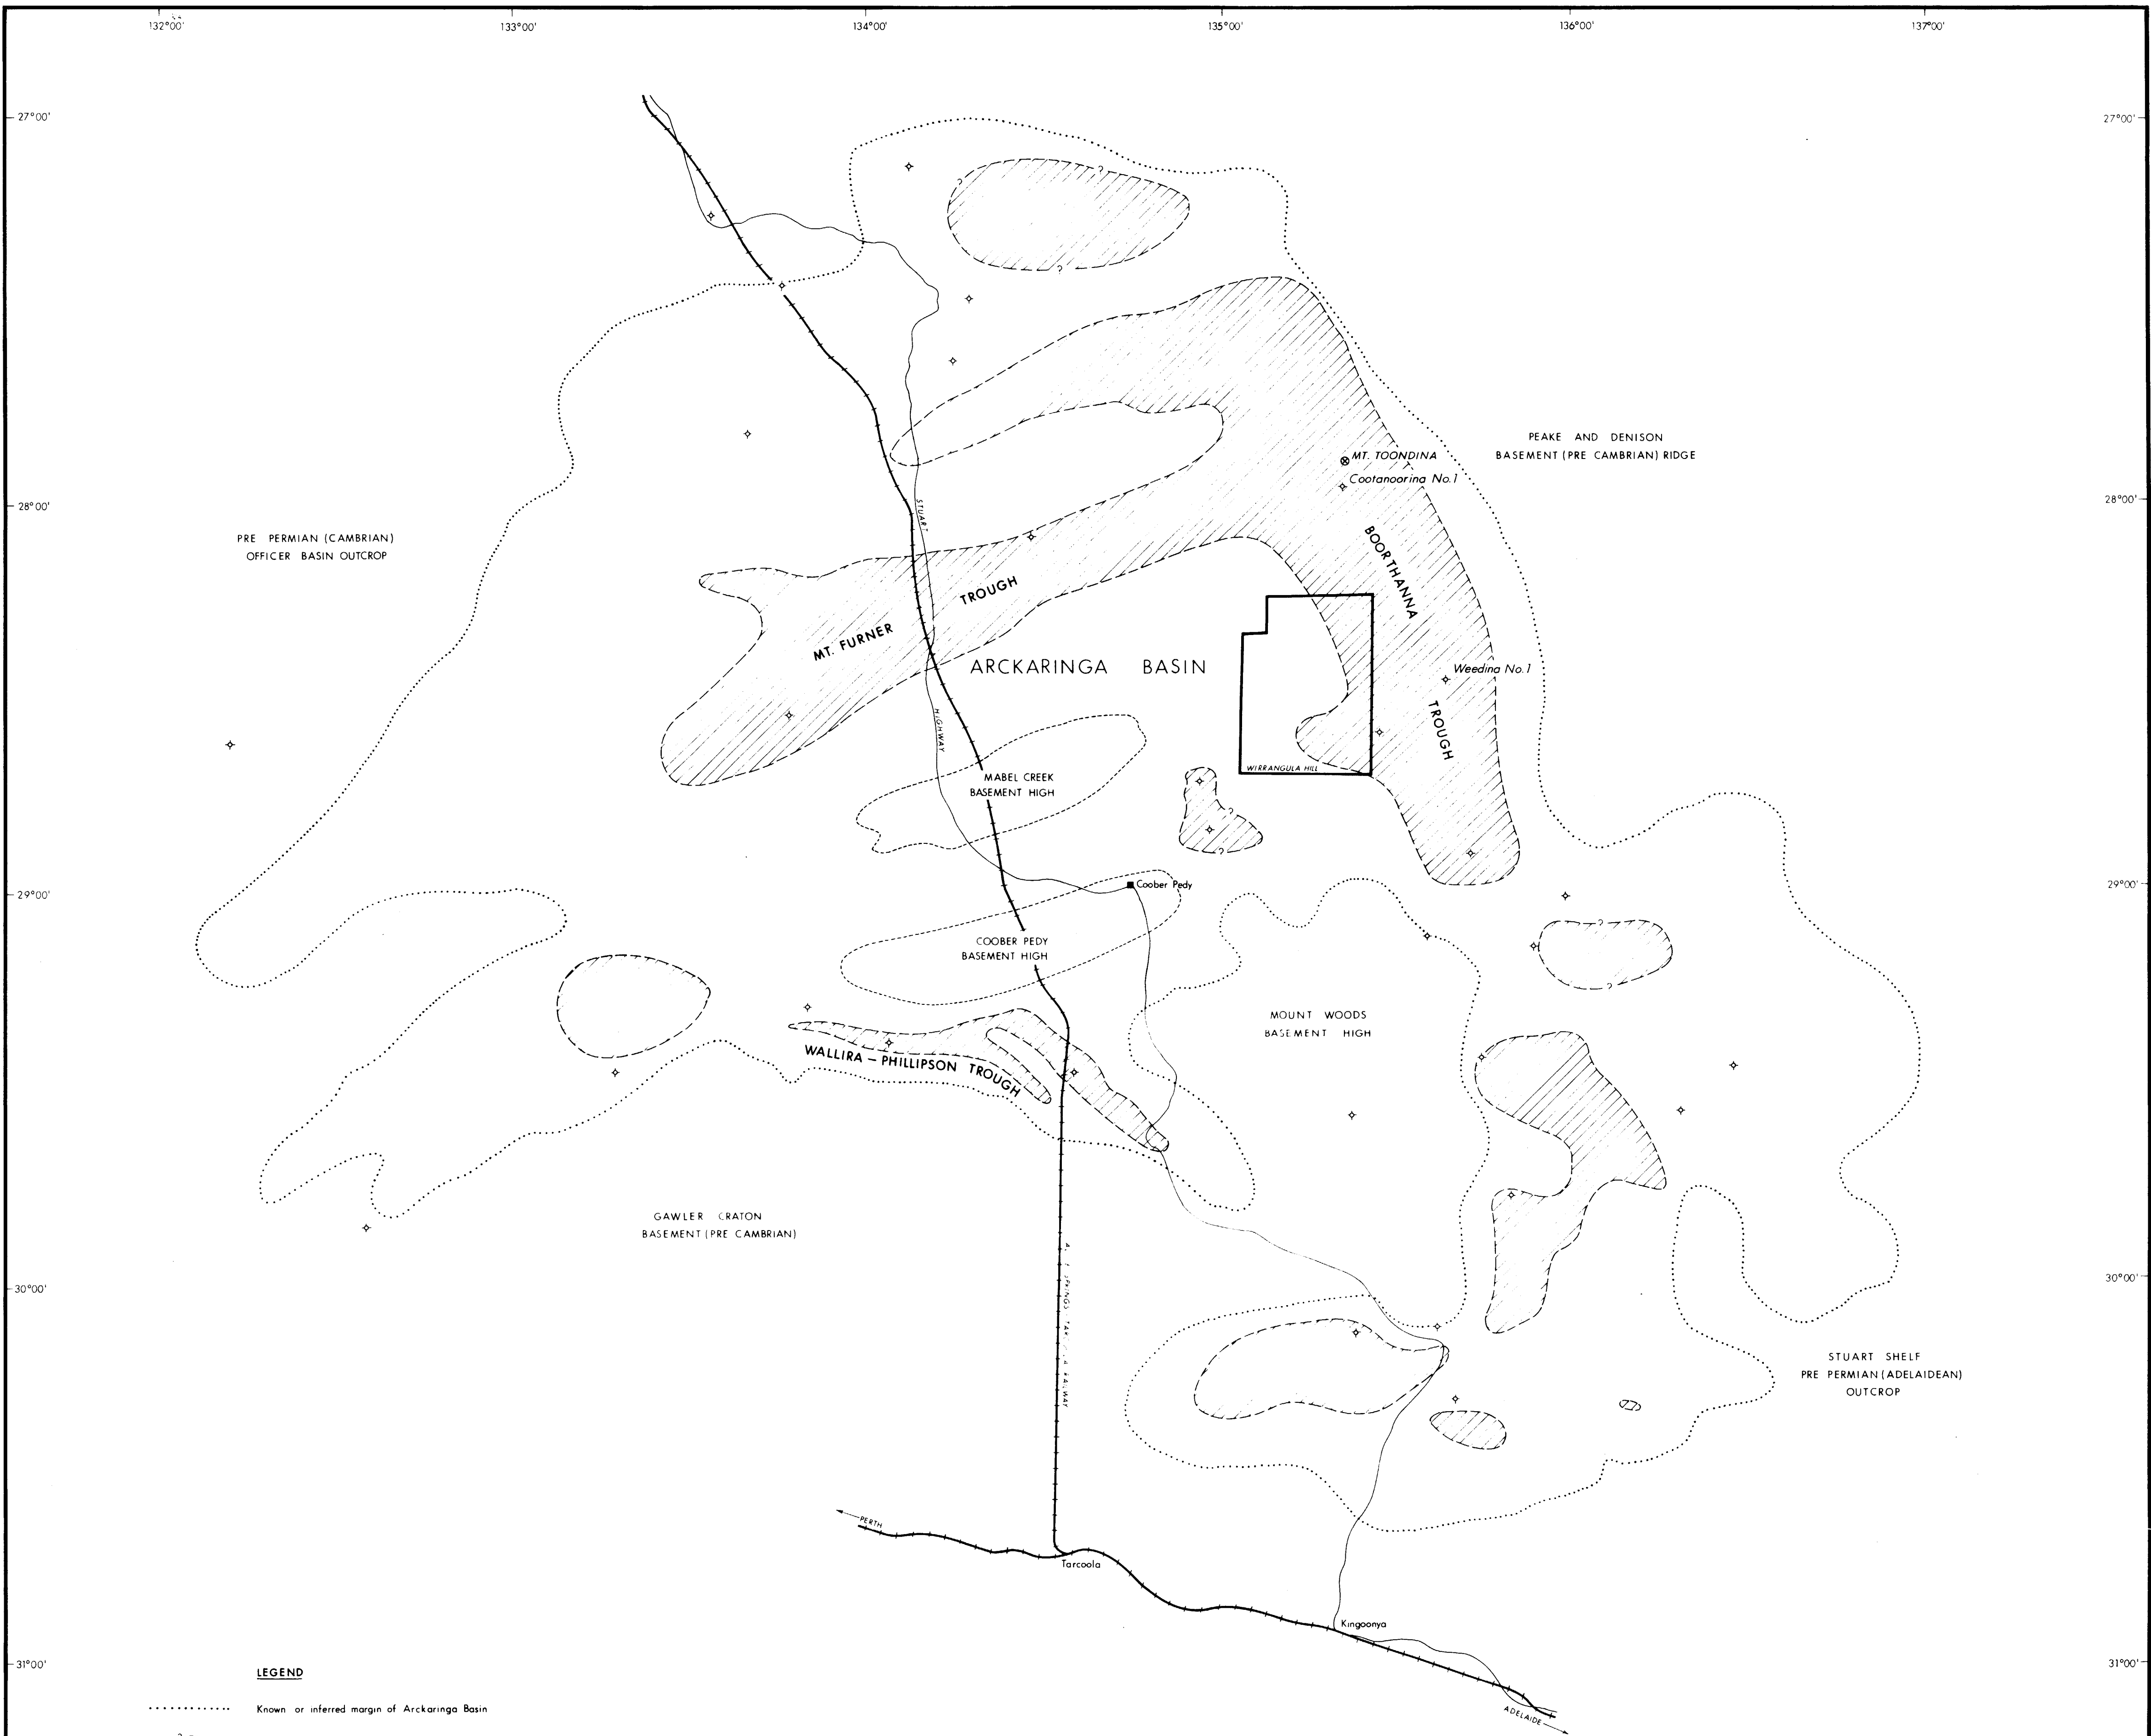 132°00'
133°00'
134°00'
135°00'
136°00'
137°00'
27°00'
27°00'
PEAKE AND DENISON
BASEMENT (PRE CAMBRIAN) RIDGE
MT. TOONDINA
Cootanoorina No.1
STUART
28°00'
28°00'
PRE PERMIAN (CAMBRIAN)
OFFICER BASIN OUTCROP
BOORTHANNA
TROUGH
MT. FURNER
TROUGH
ARCKARINGA BASIN
Weedina No.1
HIGHWAY
WIRRANGULA HILL
MABEL CREEK
BASEMENT HIGH
Coober Pedy
29°00'
29°00'
COOBER PEDY
BASEMENT HIGH
MOUNT WOODS
BASEMENT HIGH
WALLIRA – PHILLIPSON TROUGH
GAWLER CRATON
BASEMENT (PRE CAMBRIAN)
SPRINGS
RAILWAY
30°00'
30°00'
STUART SHELF
PRE PERMIAN (ADELAIDEAN)
OUTCROP
PERTH
Tarcoola
Kingoonya
31°00'
31°00'
ADELAIDE
LEGEND
Known or inferred margin of Arckaringa Basin